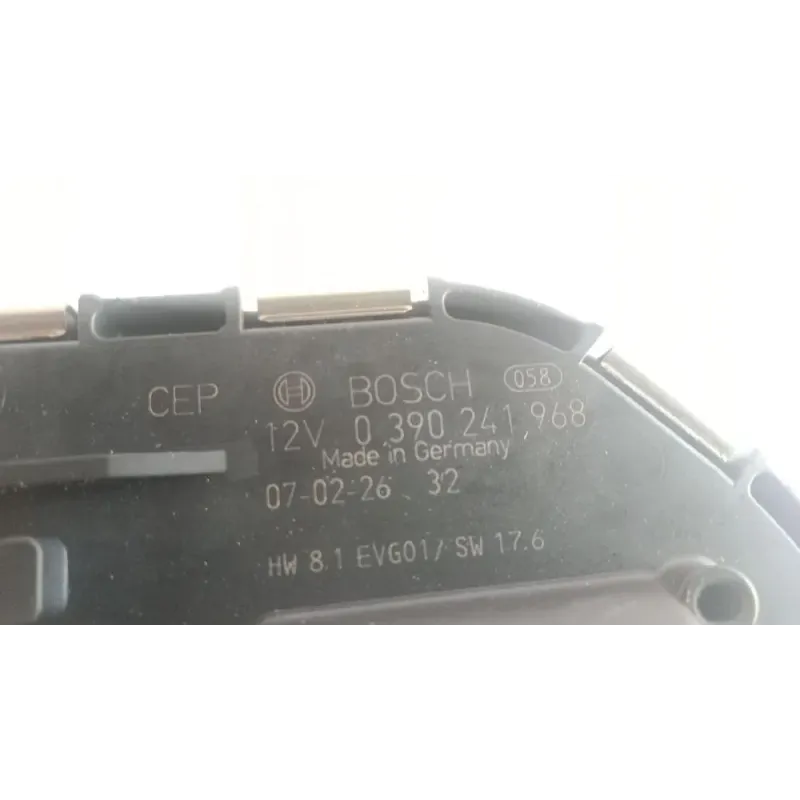 CEP BOSCH 058
12V 0 390 241 968
Made in Germany
07-02-26 32
HW 8.1 EVG01/ SW 17.6